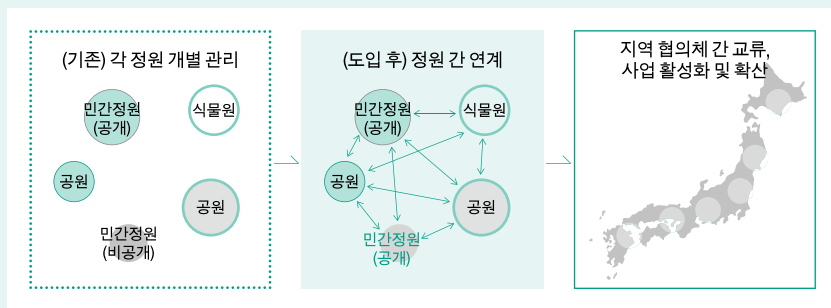 (기존) 각 정원 개별 관리
민간정원
(공개)
식물원
공원
공원
민간정원
(비공개)
(도입 후) 정원 간 연계
민간정원
(공개)
식물원
공원
공원
민간정원
(공개)
지역 협의체 간 교류,
사업 활성화 및 확산